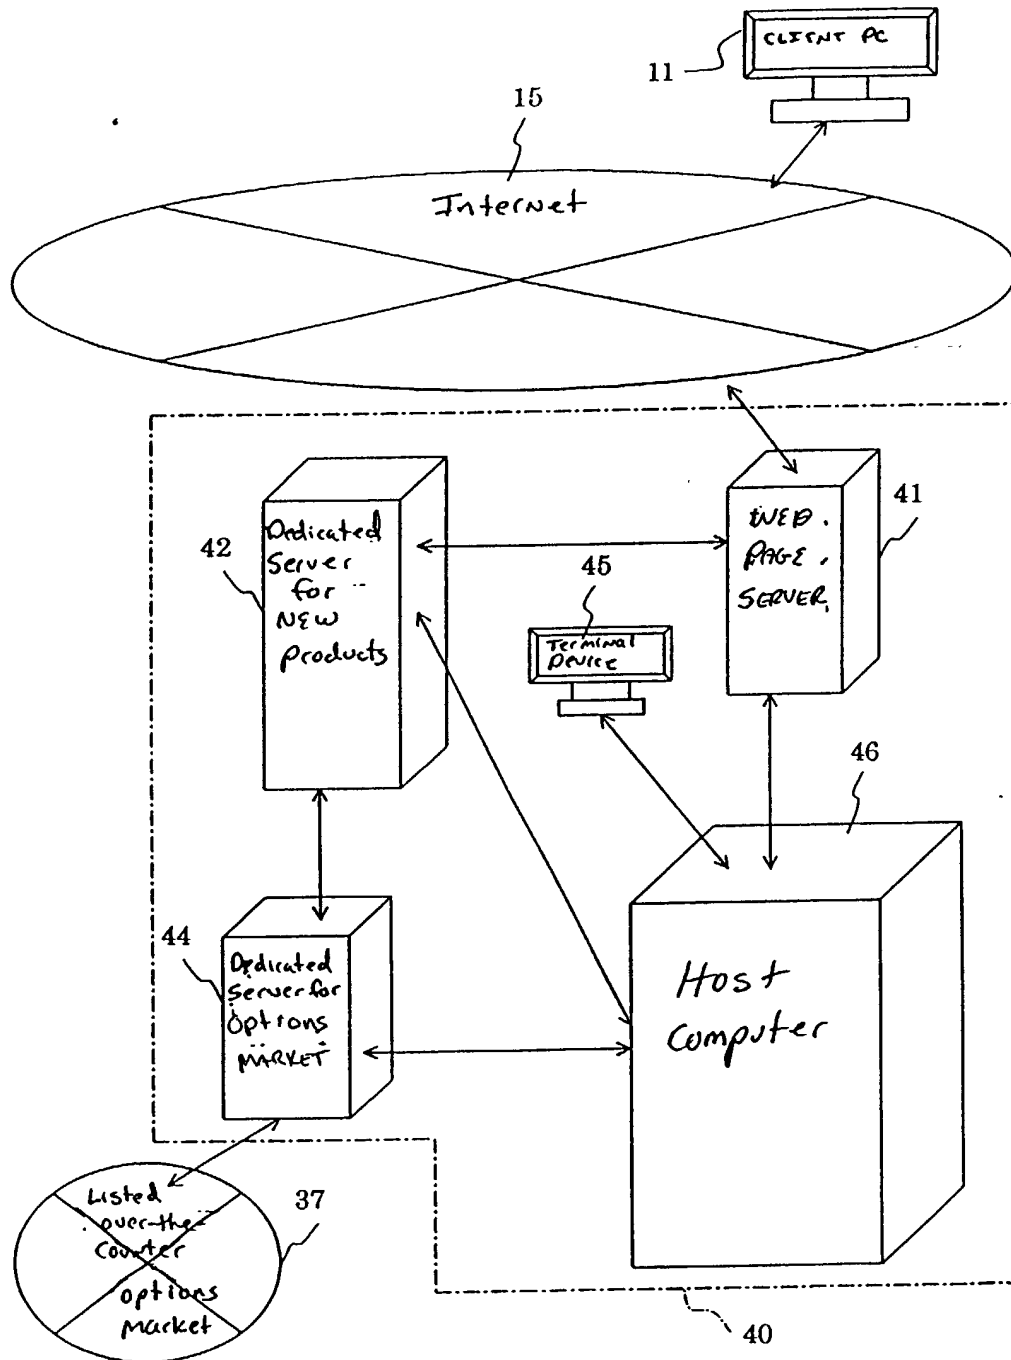 CLIENT PC
11
15
Internet
42
Dedicated
Server
for
NEW
Products
WEB
PAGE
SERVER
41
45
Terminal
Device
46
44
Dedicated
Server for
Options
MARKET
Host
Computer
Listed
over-the-
counter
options
Market
37
40